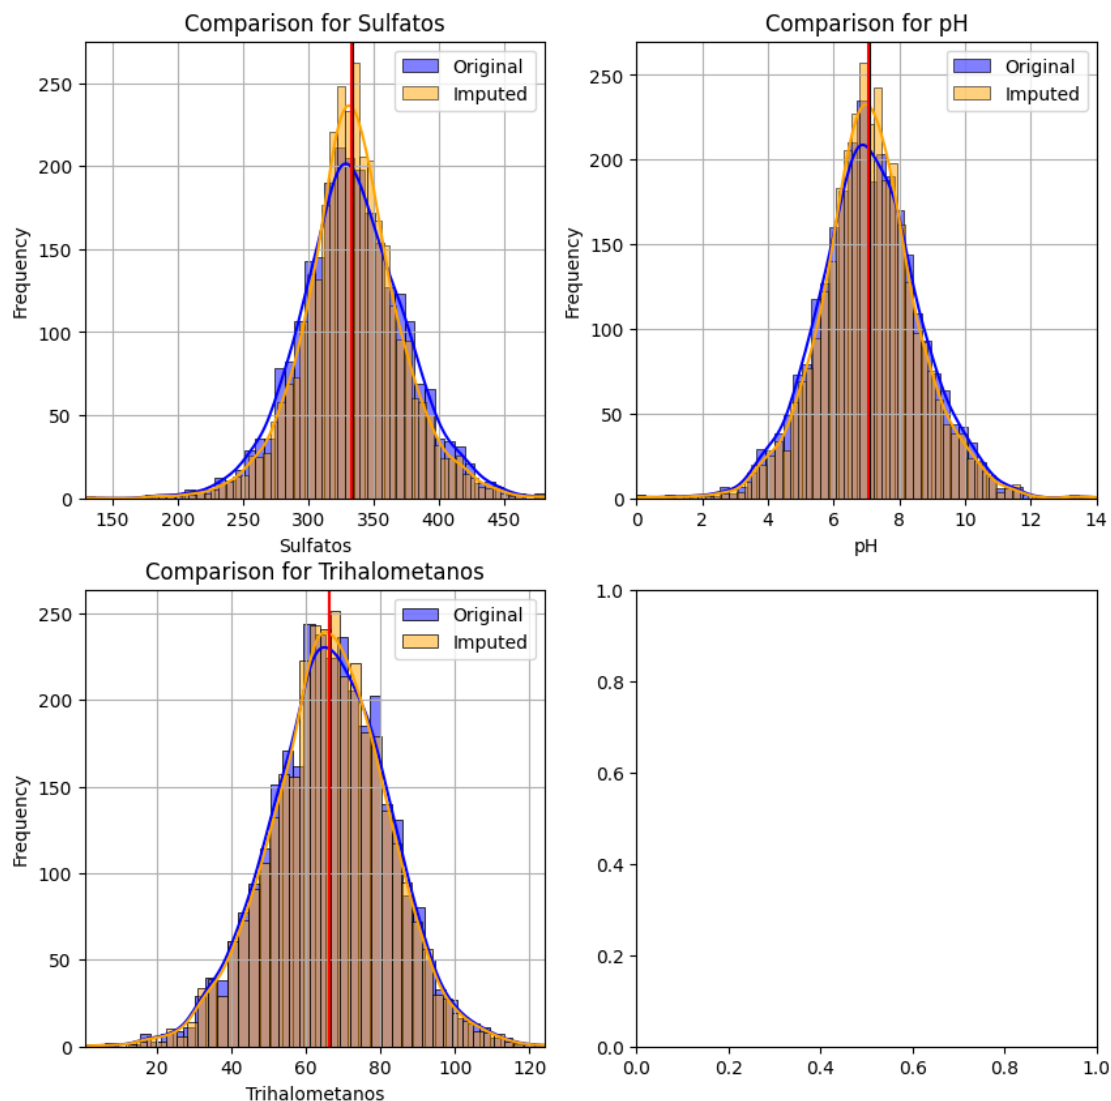 Comparison for Sulfatos
Frequency
250
200
150
100
50
0
Original
Imputed
150 200 250 300 350 400 450
Sulfatos
Comparison for pH
Frequency
250
200
150
100
50
0
Original
Imputed
0 2 4 6 8 10 12 14
pH
Comparison for Trihalometanos
Frequency
250
200
150
100
50
0
Original
Imputed
20 40 60 80 100 120
Trihalometanos
1.0
0.8
0.6
0.4
0.2
0.0
0.0 0.2 0.4 0.6 0.8 1.0